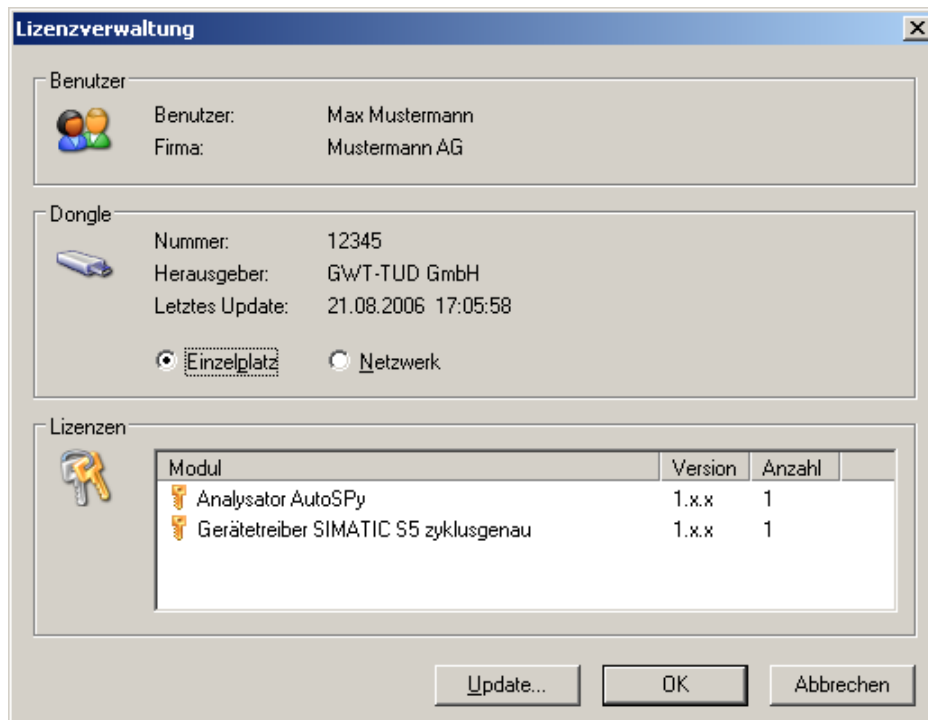 Lizenzverwaltung
Benutzer
Benutzer: Max Mustermann
Firma: Mustermann AG
Dongle
Nummer: 12345
Herausgeber: GWT-TUD GmbH
Letztes Update: 21.08.2006 17:05:58
Einzelplatz Netzwerk
Lizenzen
Modul Version Anzahl
Analysator AutoSPy 1.x.x 1
Gerätetreiber SIMATIC S5 zyklusgenau 1.x.x 1
Update... OK Abbrechen